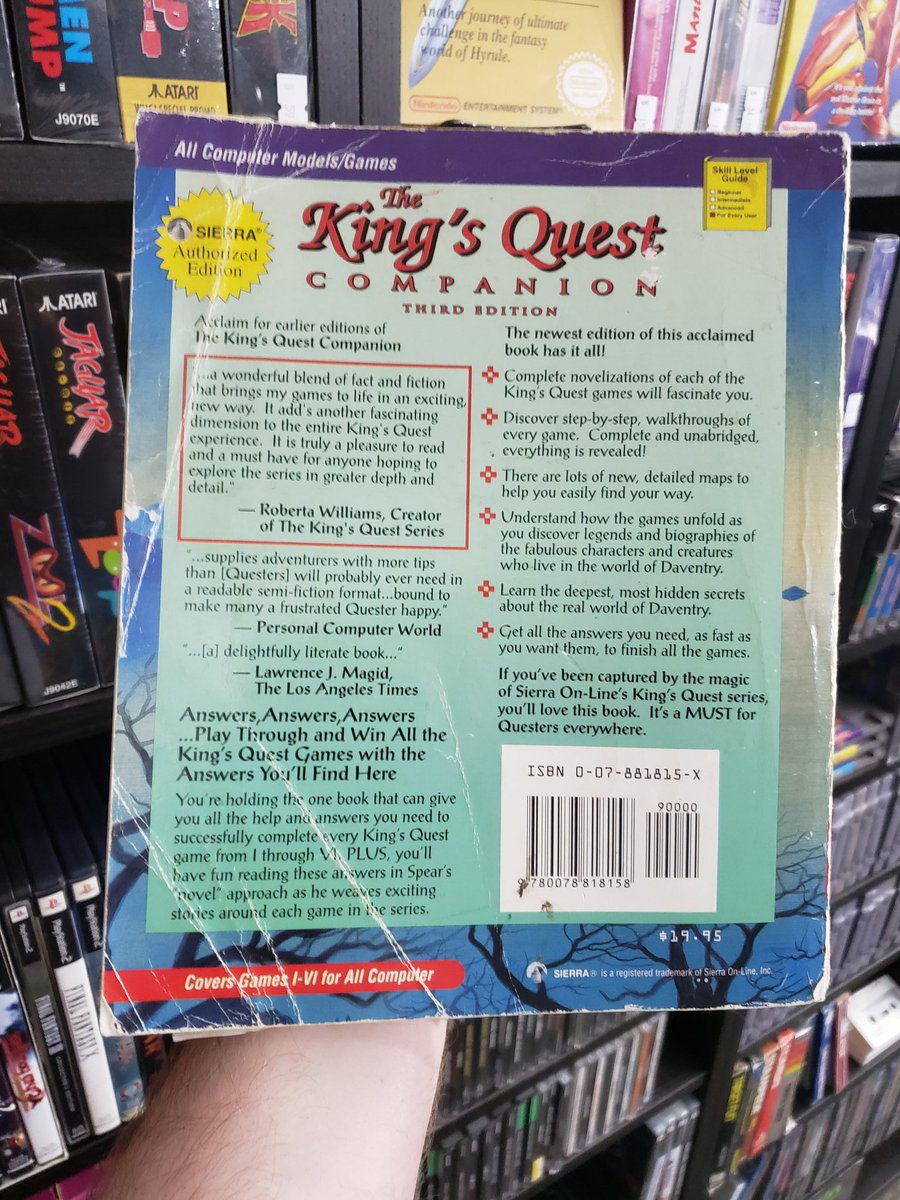 ATARI
J9070E
Another journey of ultimate
challenge in the fantasy
world of Hyrule.
Nintendo ENTERTAINMENT SYSTEM
Nintendo
ATARI
JAGUAR
J9042E
All Computer Models/Games
Skill Level
Guide
Beginner
Intermediate
Advanced
For Every User
SIERRA®
Authorized
Edition
The
King's Quest
COMPANION
THIRD EDITION
Acclaim for earlier editions of
The King's Quest Companion
"...a wonderful blend of fact and fiction
that brings my games to life in an exciting,
new way. It add's another fascinating
dimension to the entire King's Quest
experience. It is truly a pleasure to read
and a must have for anyone hoping to
explore the series in greater depth and
detail."
— Roberta Williams, Creator
of The King's Quest Series
"...supplies adventurers with more tips
than [Questers] will probably ever need in
a readable semi-fiction format...bound to
make many a frustrated Quester happy."
— Personal Computer World
"...[a] delightfully literate book..."
— Lawrence J. Magid,
The Los Angeles Times
Answers,Answers,Answers
...Play Through and Win All the
King's Quest Games with the
Answers You'll Find Here
You're holding the one book that can give
you all the help and answers you need to
successfully complete every King's Quest
game from I through VI. PLUS, you'll
have fun reading these answers in Spear's
"novel" approach as he weaves exciting
stories around each game in the series.
The newest edition of this acclaimed
book has it all!
Complete novelizations of each of the
King's Quest games will fascinate you.
Discover step-by-step, walkthroughs of
every game. Complete and unabridged,
everything is revealed!
There are lots of new, detailed maps to
help you easily find your way.
Understand how the games unfold as
you discover legends and biographies of
the fabulous characters and creatures
who live in the world of Daventry.
Learn the deepest, most hidden secrets
about the real world of Daventry.
Get all the answers you need, as fast as
you want them, to finish all the games.
If you've been captured by the magic
of Sierra On-Line's King's Quest series,
you'll love this book. It's a MUST for
Questers everywhere.
ISBN 0-07-881815-X
90000
9 780078 818158
$19.95
Covers Games I-VI for All Computer
SIERRA® is a registered trademark of Sierra On-Line, Inc.